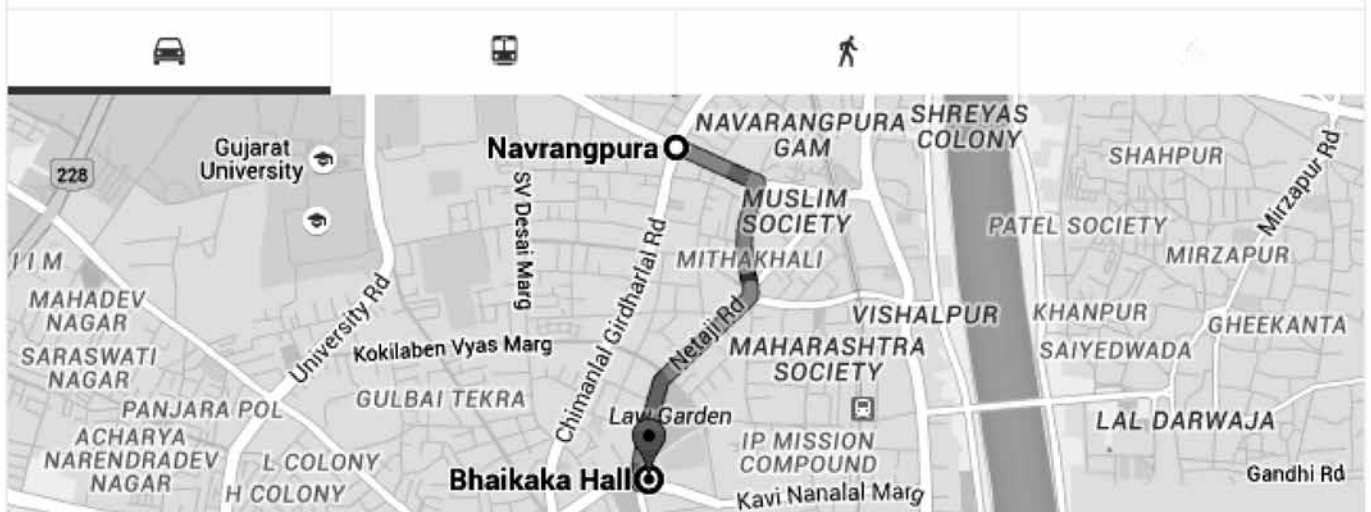 NAVARANGPURA
GAM
SHREYAS
COLONY
Gujarat
University
Navrangpura
SHAHPUR
Mirzapur Rd
228
SV Desai Marg
MUSLIM
SOCIETY
PATEL SOCIETY
MIRZAPUR
IIM
MITHAKHALI
MAHADEV
NAGAR
University Rd
Chimanlal Girdharlal Rd
Netaji Rd
VISHALPUR
KHANPUR
GHEEKANTA
SARASWATI
NAGAR
Kokilaben Vyas Marg
MAHARASHTRA
SOCIETY
SAIYEDWADA
PANJARA POL
GULBAI TEKRA
Law Garden
LAL DARWAJA
ACHARYA
NARENDRADEV
NAGAR
L COLONY
H COLONY
IP MISSION
COMPOUND
Bhaikaka Hall
Kavi Nanalal Marg
Gandhi Rd